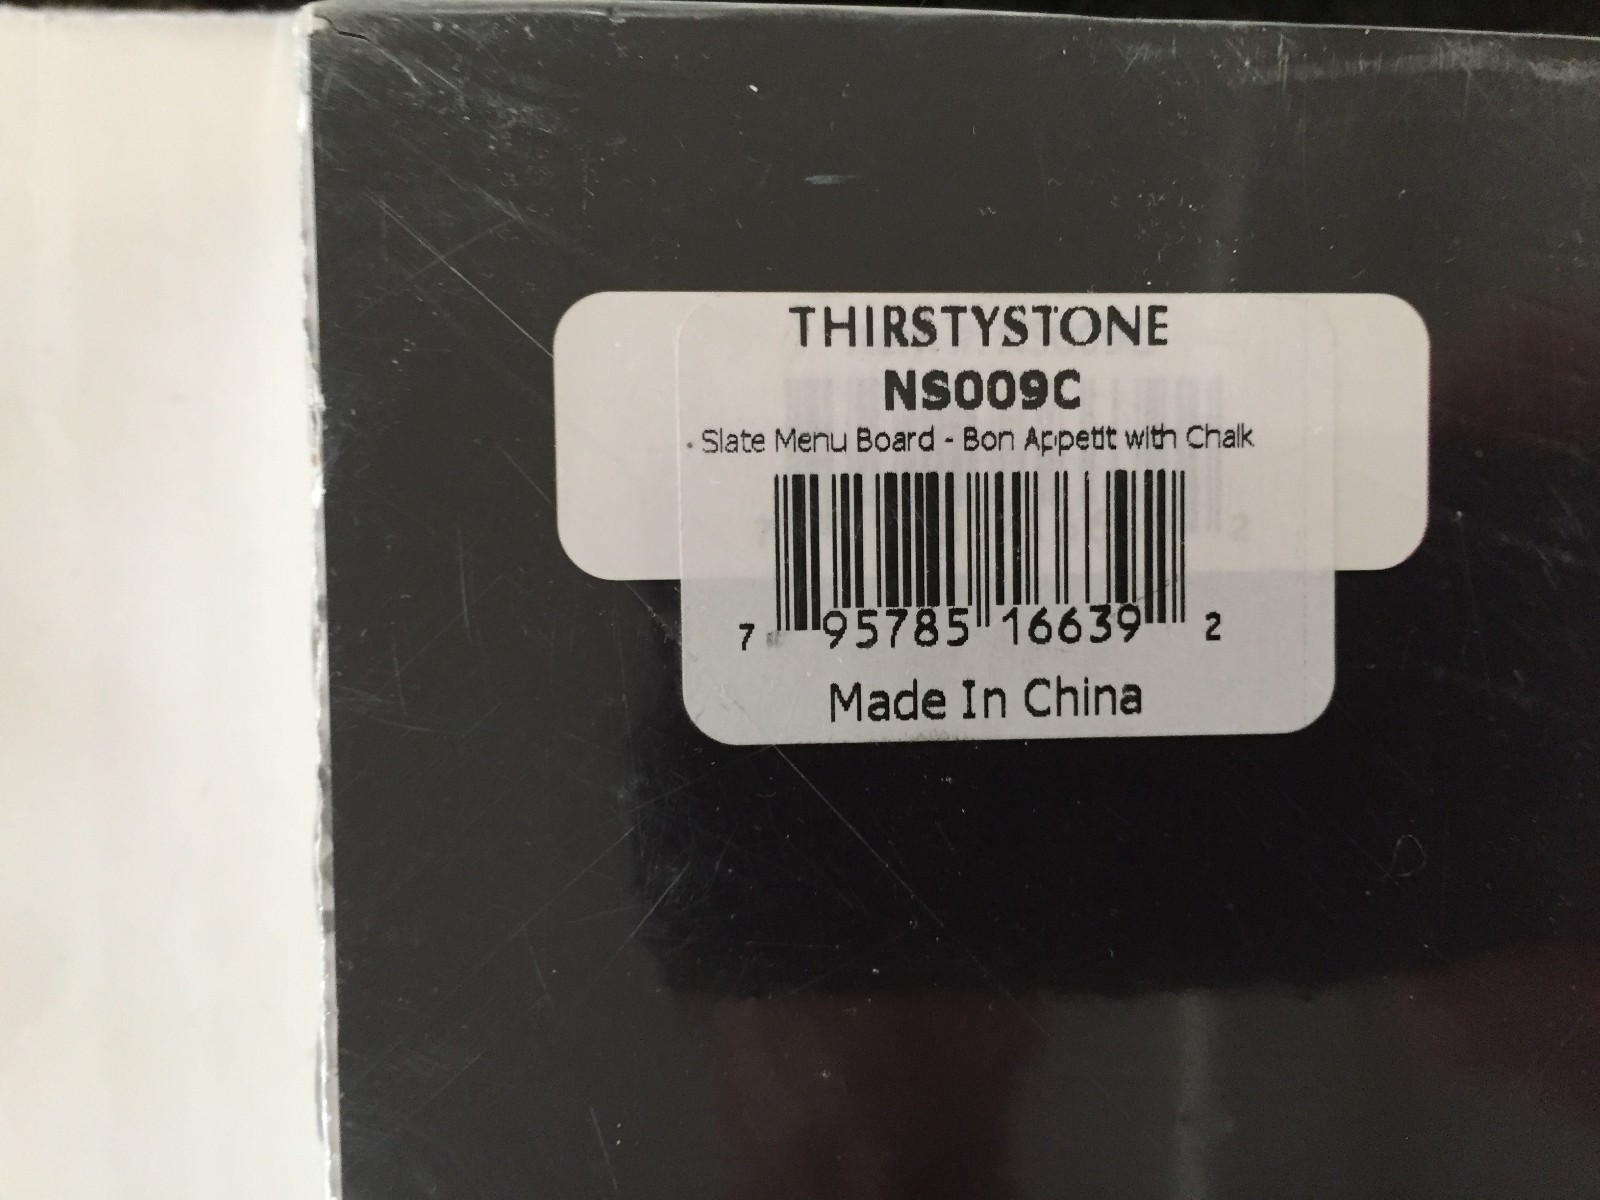 THIRSTYSTONE
NS009C
Slate Menu Board - Bon Appetit with Chalk
7 95785 16639 2
Made In China